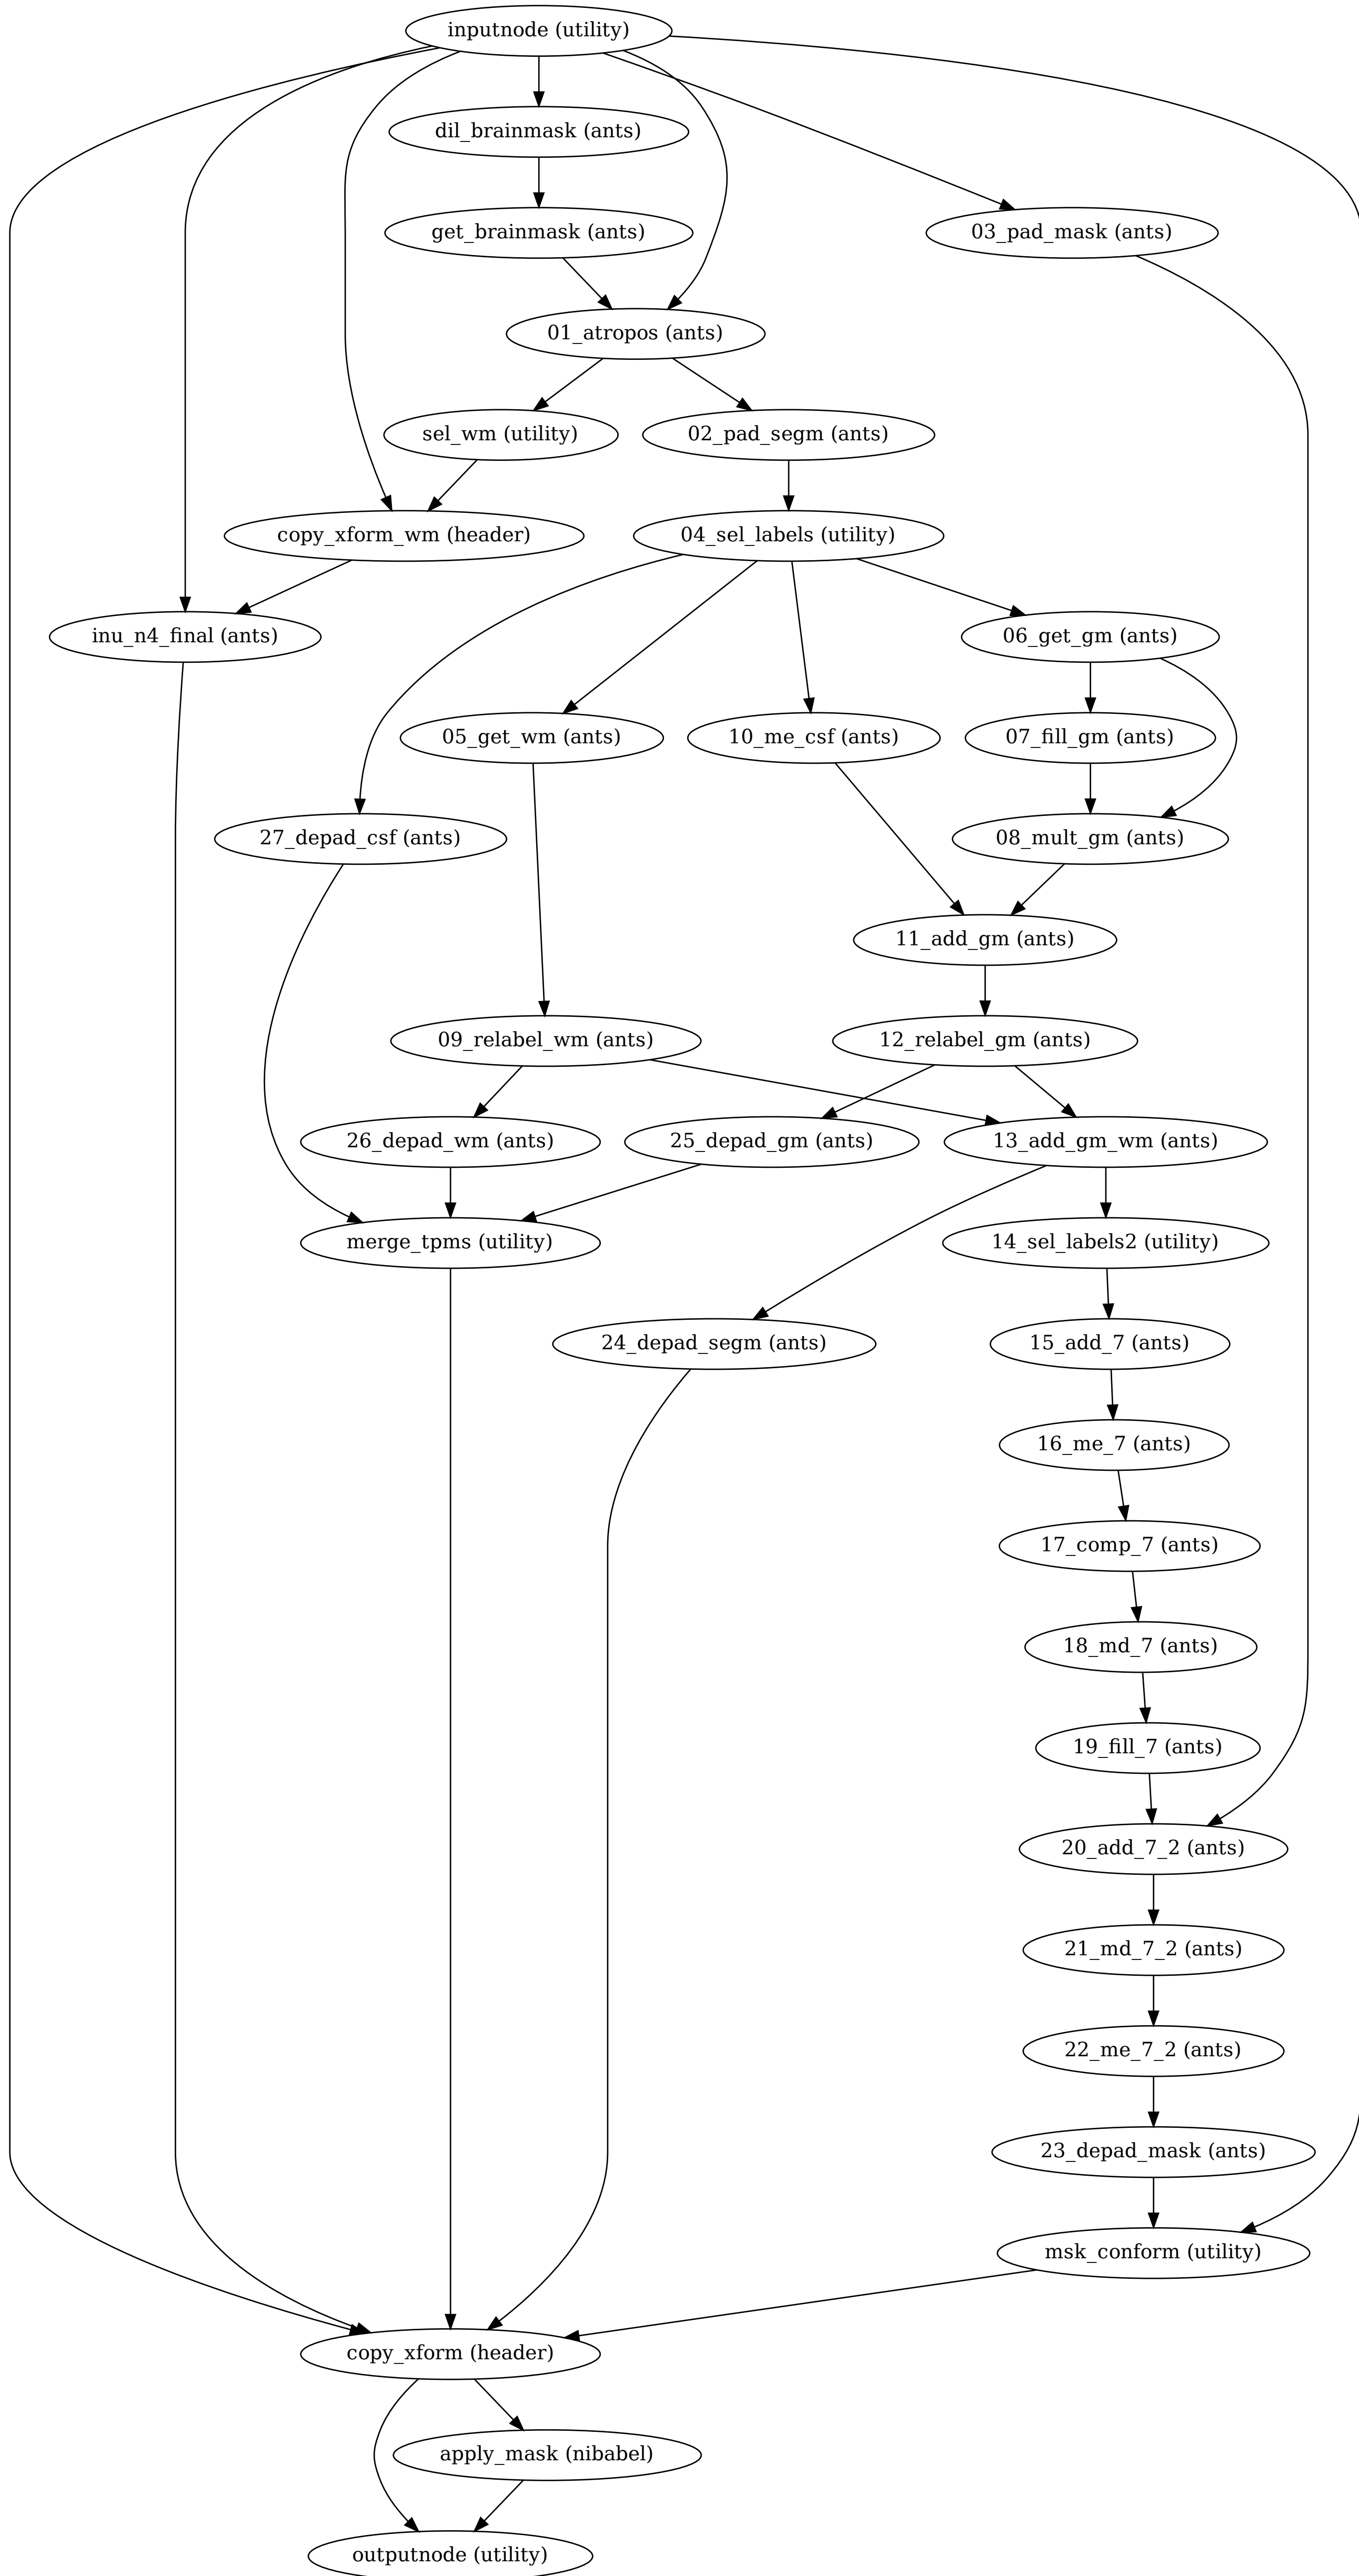 inputnode (utility)
dil_brainmask (ants)
get_brainmask (ants)
03_pad_mask (ants)
01_atropos (ants)
sel_wm (utility)
02_pad_segm (ants)
copy_xform_wm (header)
04_sel_labels (utility)
inu_n4_final (ants)
06_get_gm (ants)
05_get_wm (ants)
10_me_csf (ants)
07_fill_gm (ants)
27_depad_csf (ants)
08_mult_gm (ants)
11_add_gm (ants)
09_relabel_wm (ants)
12_relabel_gm (ants)
26_depad_wm (ants)
25_depad_gm (ants)
13_add_gm_wm (ants)
merge_tpms (utility)
14_sel_labels2 (utility)
24_depad_segm (ants)
15_add_7 (ants)
16_me_7 (ants)
17_comp_7 (ants)
18_md_7 (ants)
19_fill_7 (ants)
20_add_7_2 (ants)
21_md_7_2 (ants)
22_me_7_2 (ants)
23_depad_mask (ants)
msk_conform (utility)
copy_xform (header)
apply_mask (nibabel)
outputnode (utility)